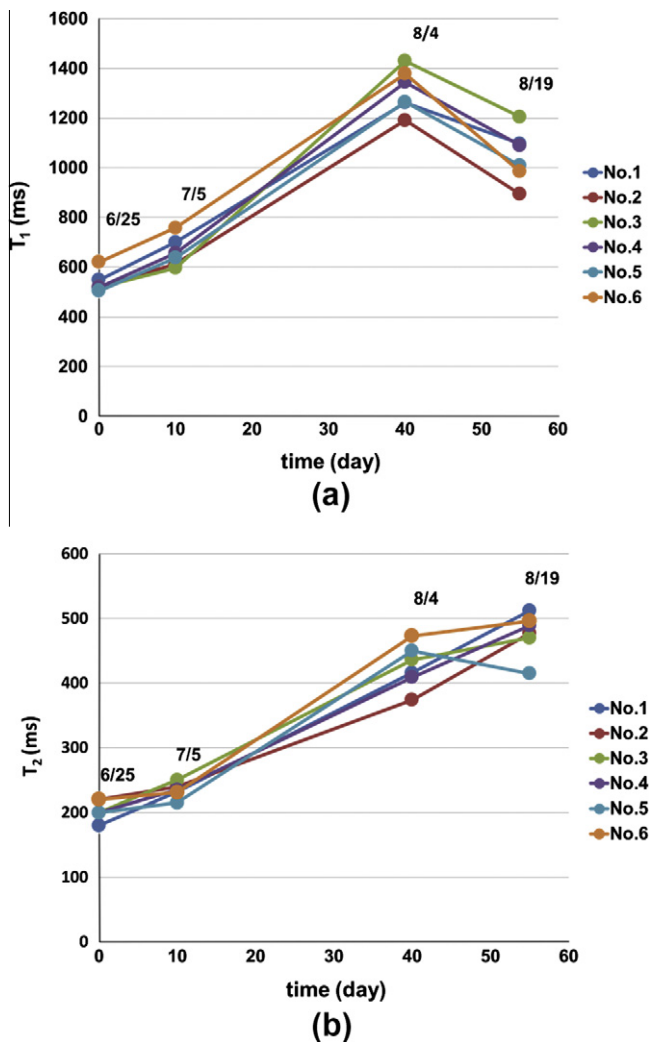 1600
1400
1200
1000
800
600
400
200
0
T1 (ms)
6/25
7/5
8/4
8/19
0 10 20 30 40 50 60
time (day)
No.1
No.2
No.3
No.4
No.5
No.6
(a)
600
500
400
300
200
100
0
T2 (ms)
6/25
7/5
8/4
8/19
0 10 20 30 40 50 60
time (day)
No.1
No.2
No.3
No.4
No.5
No.6
(b)